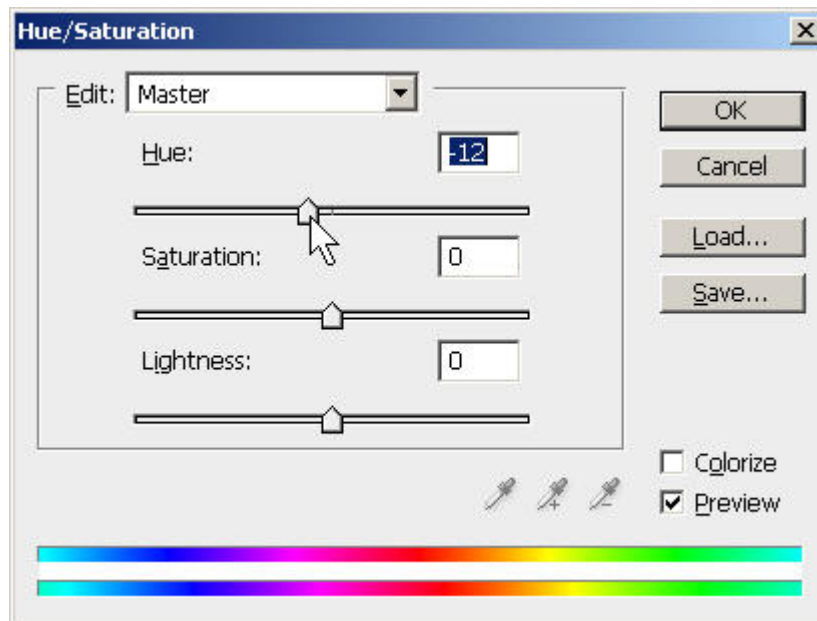 Hue/Saturation
Edit: Master
OK
Hue: -12
Cancel
Load...
Saturation: 0
Save...
Lightness: 0
Colorize
Preview